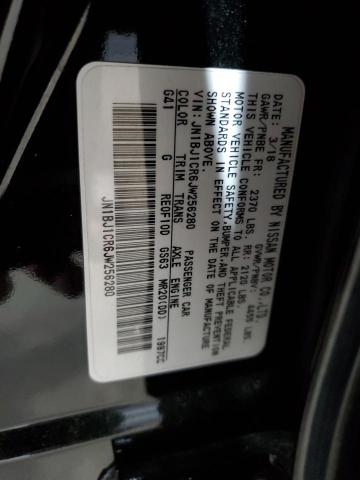 MANUFACTURED BY NISSAN MOTOR CO.,LTD.
DATE: 3/18 GVWR/PNBV: 4455 LBS.
GAWR/PNBE FR: 2370 LBS RR: 2120 LBS
THIS VEHICLE CONFORMS TO ALL APPLICABLE FEDERAL
MOTOR VEHICLE SAFETY,BUMPER,AND THEFT PREVENTION
STANDARDS IN EFFECT ON THE DATE OF MANUFACTURE
SHOWN ABOVE.
VIN: JN1BJ1CR6JW256280 PASSENGER CAR
COLOR TRIM TRANS AXLE ENGINE
G41 G RE0F10D GS63 MR20(DD) 1997CC
JN1BJ1CR6JW256280